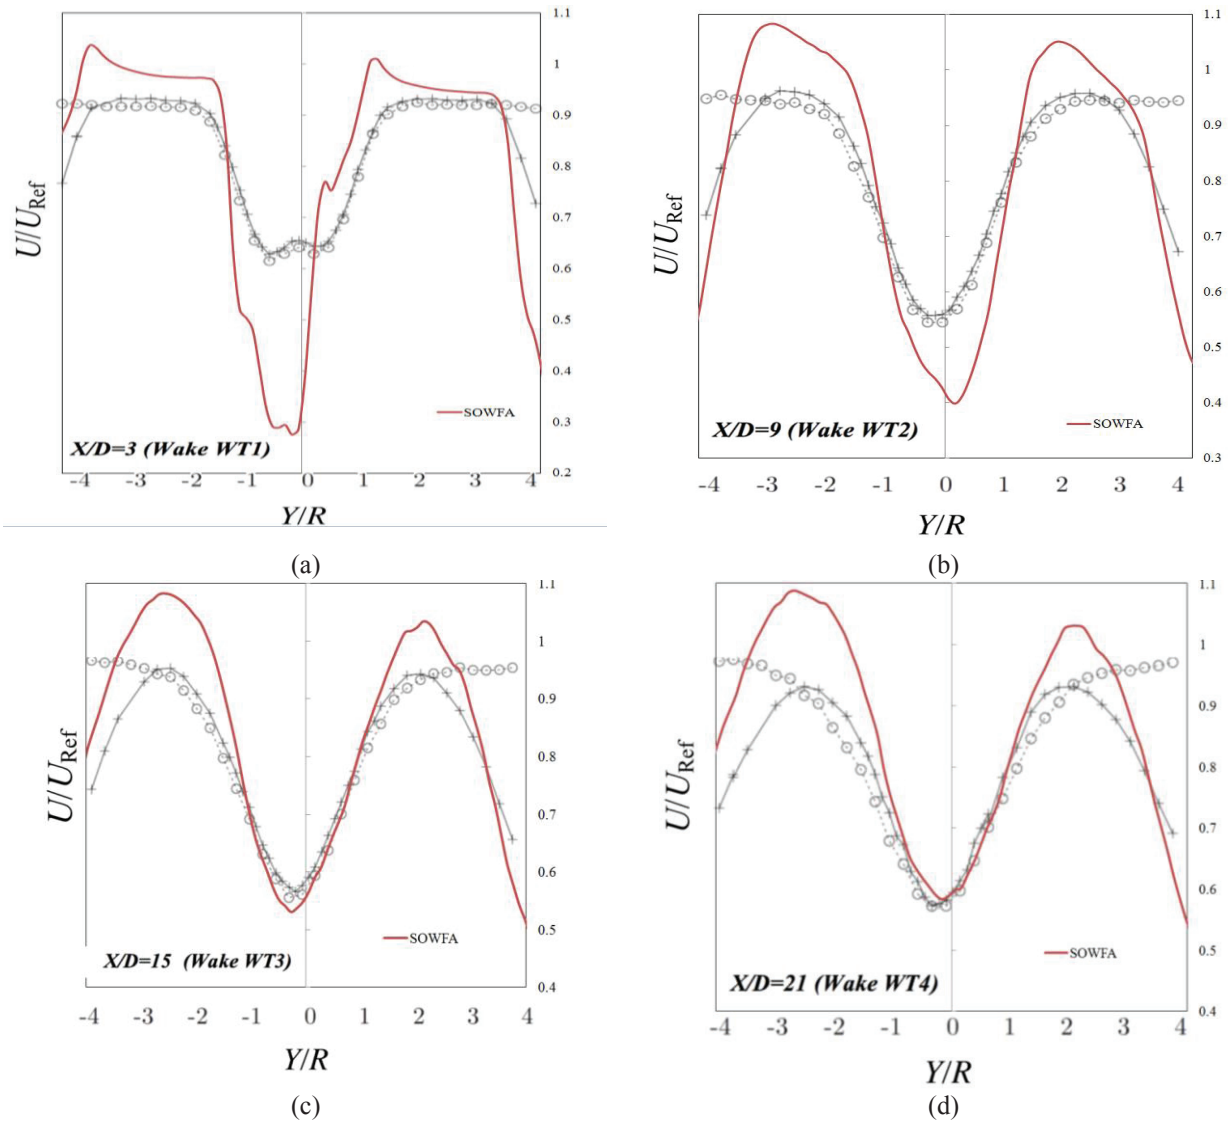 1.1
1
0.9
0.8
0.7
0.6
0.5
0.4
0.3
0.2
U/U_Ref
SOWFA
X/D=3 (Wake WT1)
-4 -3 -2 -1 0 1 2 3 4
Y/R
(a)
1.1
1
0.9
0.8
0.7
0.6
0.5
0.4
0.3
U/U_Ref
SOWFA
X/D=9 (Wake WT2)
-4 -3 -2 -1 0 1 2 3 4
Y/R
(b)
1.1
1
0.9
0.8
0.7
0.6
0.5
0.4
U/U_Ref
SOWFA
X/D=15 (Wake WT3)
-4 -3 -2 -1 0 1 2 3 4
Y/R
(c)
1.1
1
0.9
0.8
0.7
0.6
0.5
0.4
U/U_Ref
SOWFA
X/D=21 (Wake WT4)
-4 -3 -2 -1 0 1 2 3 4
Y/R
(d)